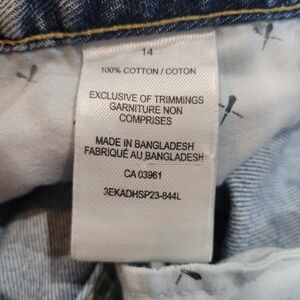 14
100% COTTON / COTON
EXCLUSIVE OF TRIMMINGS
GARNITURE NON
COMPRISES
MADE IN BANGLADESH
FABRIQUÉ AU BANGLADESH
CA 03961
3EKADHSP23-844L